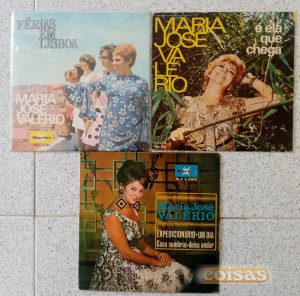 FÉRIAS
EM
LISBOA
MARIA
JOSÉ
VALÉRIO
MARIA
JOSÉ
VA
LÉ
RIO
é ela
que
chega
Maria José
VALÉRIO
EXPEDICIONÁRIO • UM DIA
Casa sombria • deixa andar
coisas